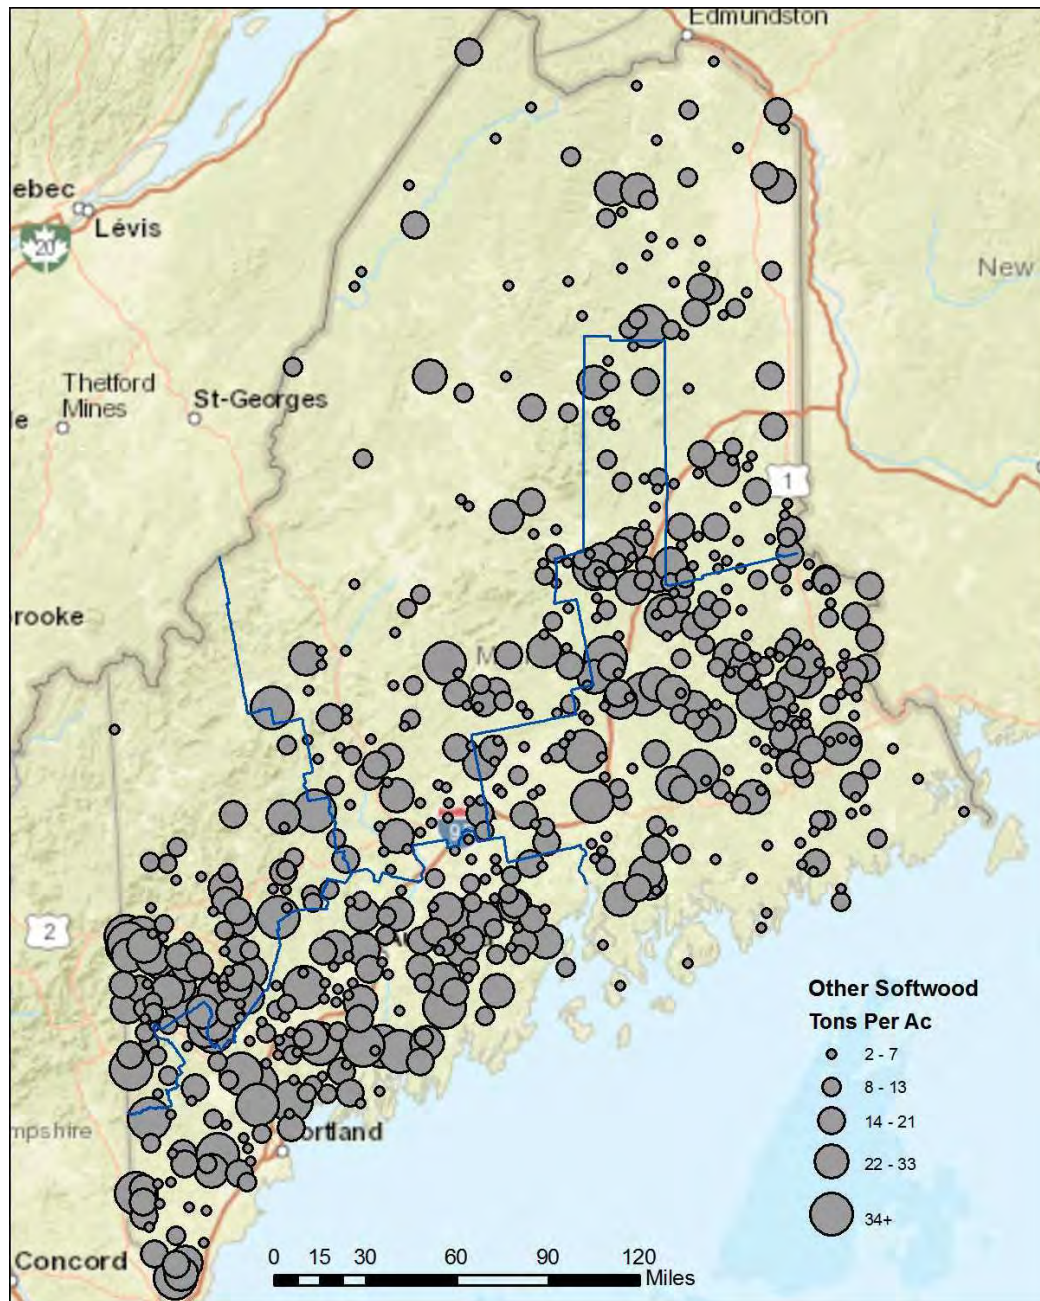 Edmundston
ebec
Lévis
20
New
Thetford
Mines
St-Georges
le
1
rooke
9
2
Other Softwood
Tons Per Ac
2 - 7
8 - 13
14 - 21
22 - 33
34+
mpshire
ortland
Concord
0 15 30 60 90 120
Miles